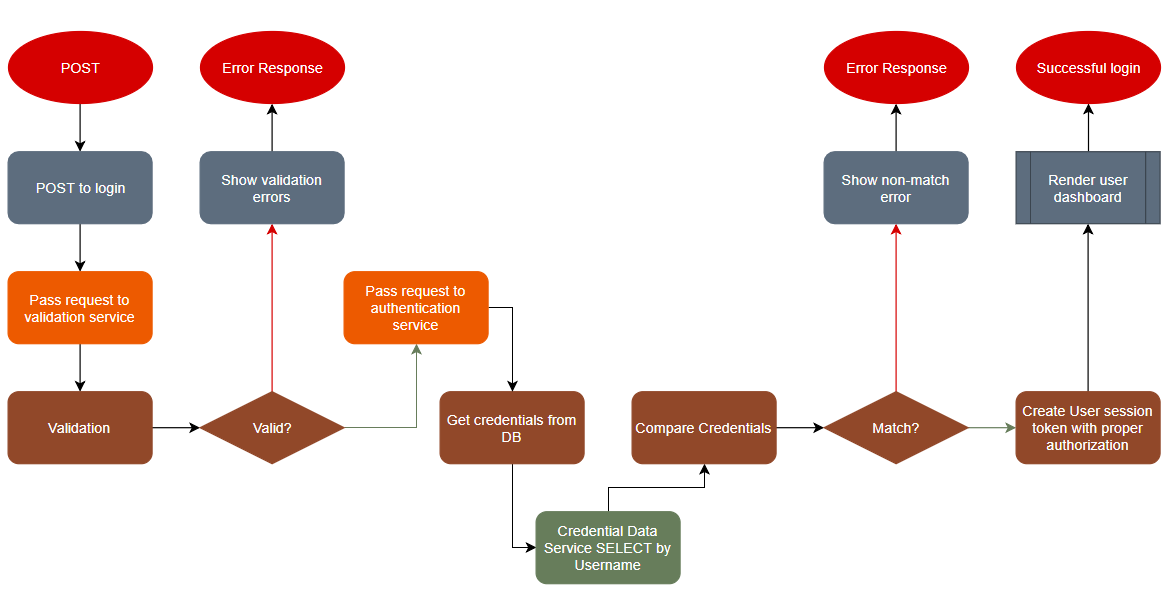 POST
Error Response
Error Response
Successful login
POST to login
Show validation
errors
Show non-match
error
Render user
dashboard
Pass request to
validation service
Pass request to
authentication
service
Validation
Valid?
Get credentials from
DB
Compare Credentials
Match?
Create User session
token with proper
authorization
Credential Data
Service SELECT by
Username